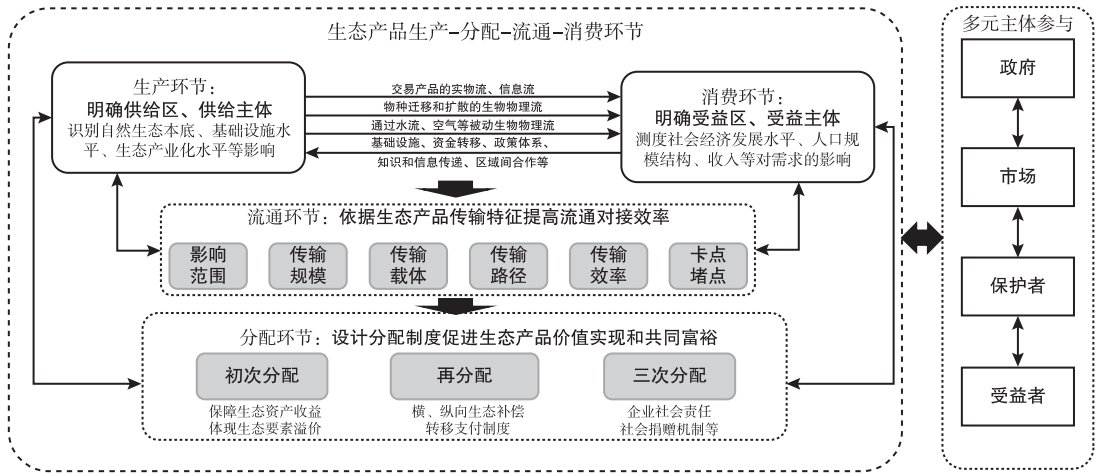 生态产品生产–分配–流通–消费环节
生产环节：
明确供给区、供给主体
识别自然生态本底、基础设施水
平、生态产业化水平等影响
交易产品的实物流、信息流
物种迁移和扩散的生物物理流
通过水流、空气等被动生物物理流
基础设施、资金转移、政策体系、
知识和信息传递、区域间合作等
消费环节：
明确受益区、受益主体
测度社会经济发展水平、人口规
模结构、收入等对需求的影响
流通环节：依据生态产品传输特征提高流通对接效率
影响
范围
传输
规模
传输
载体
传输
路径
传输
效率
卡点
堵点
分配环节：设计分配制度促进生态产品价值实现和共同富裕
初次分配
保障生态资产收益
体现生态要素溢价
再分配
横、纵向生态补偿
转移支付制度
三次分配
企业社会责任
社会捐赠机制等
多元主体参与
政府
市场
保护者
受益者